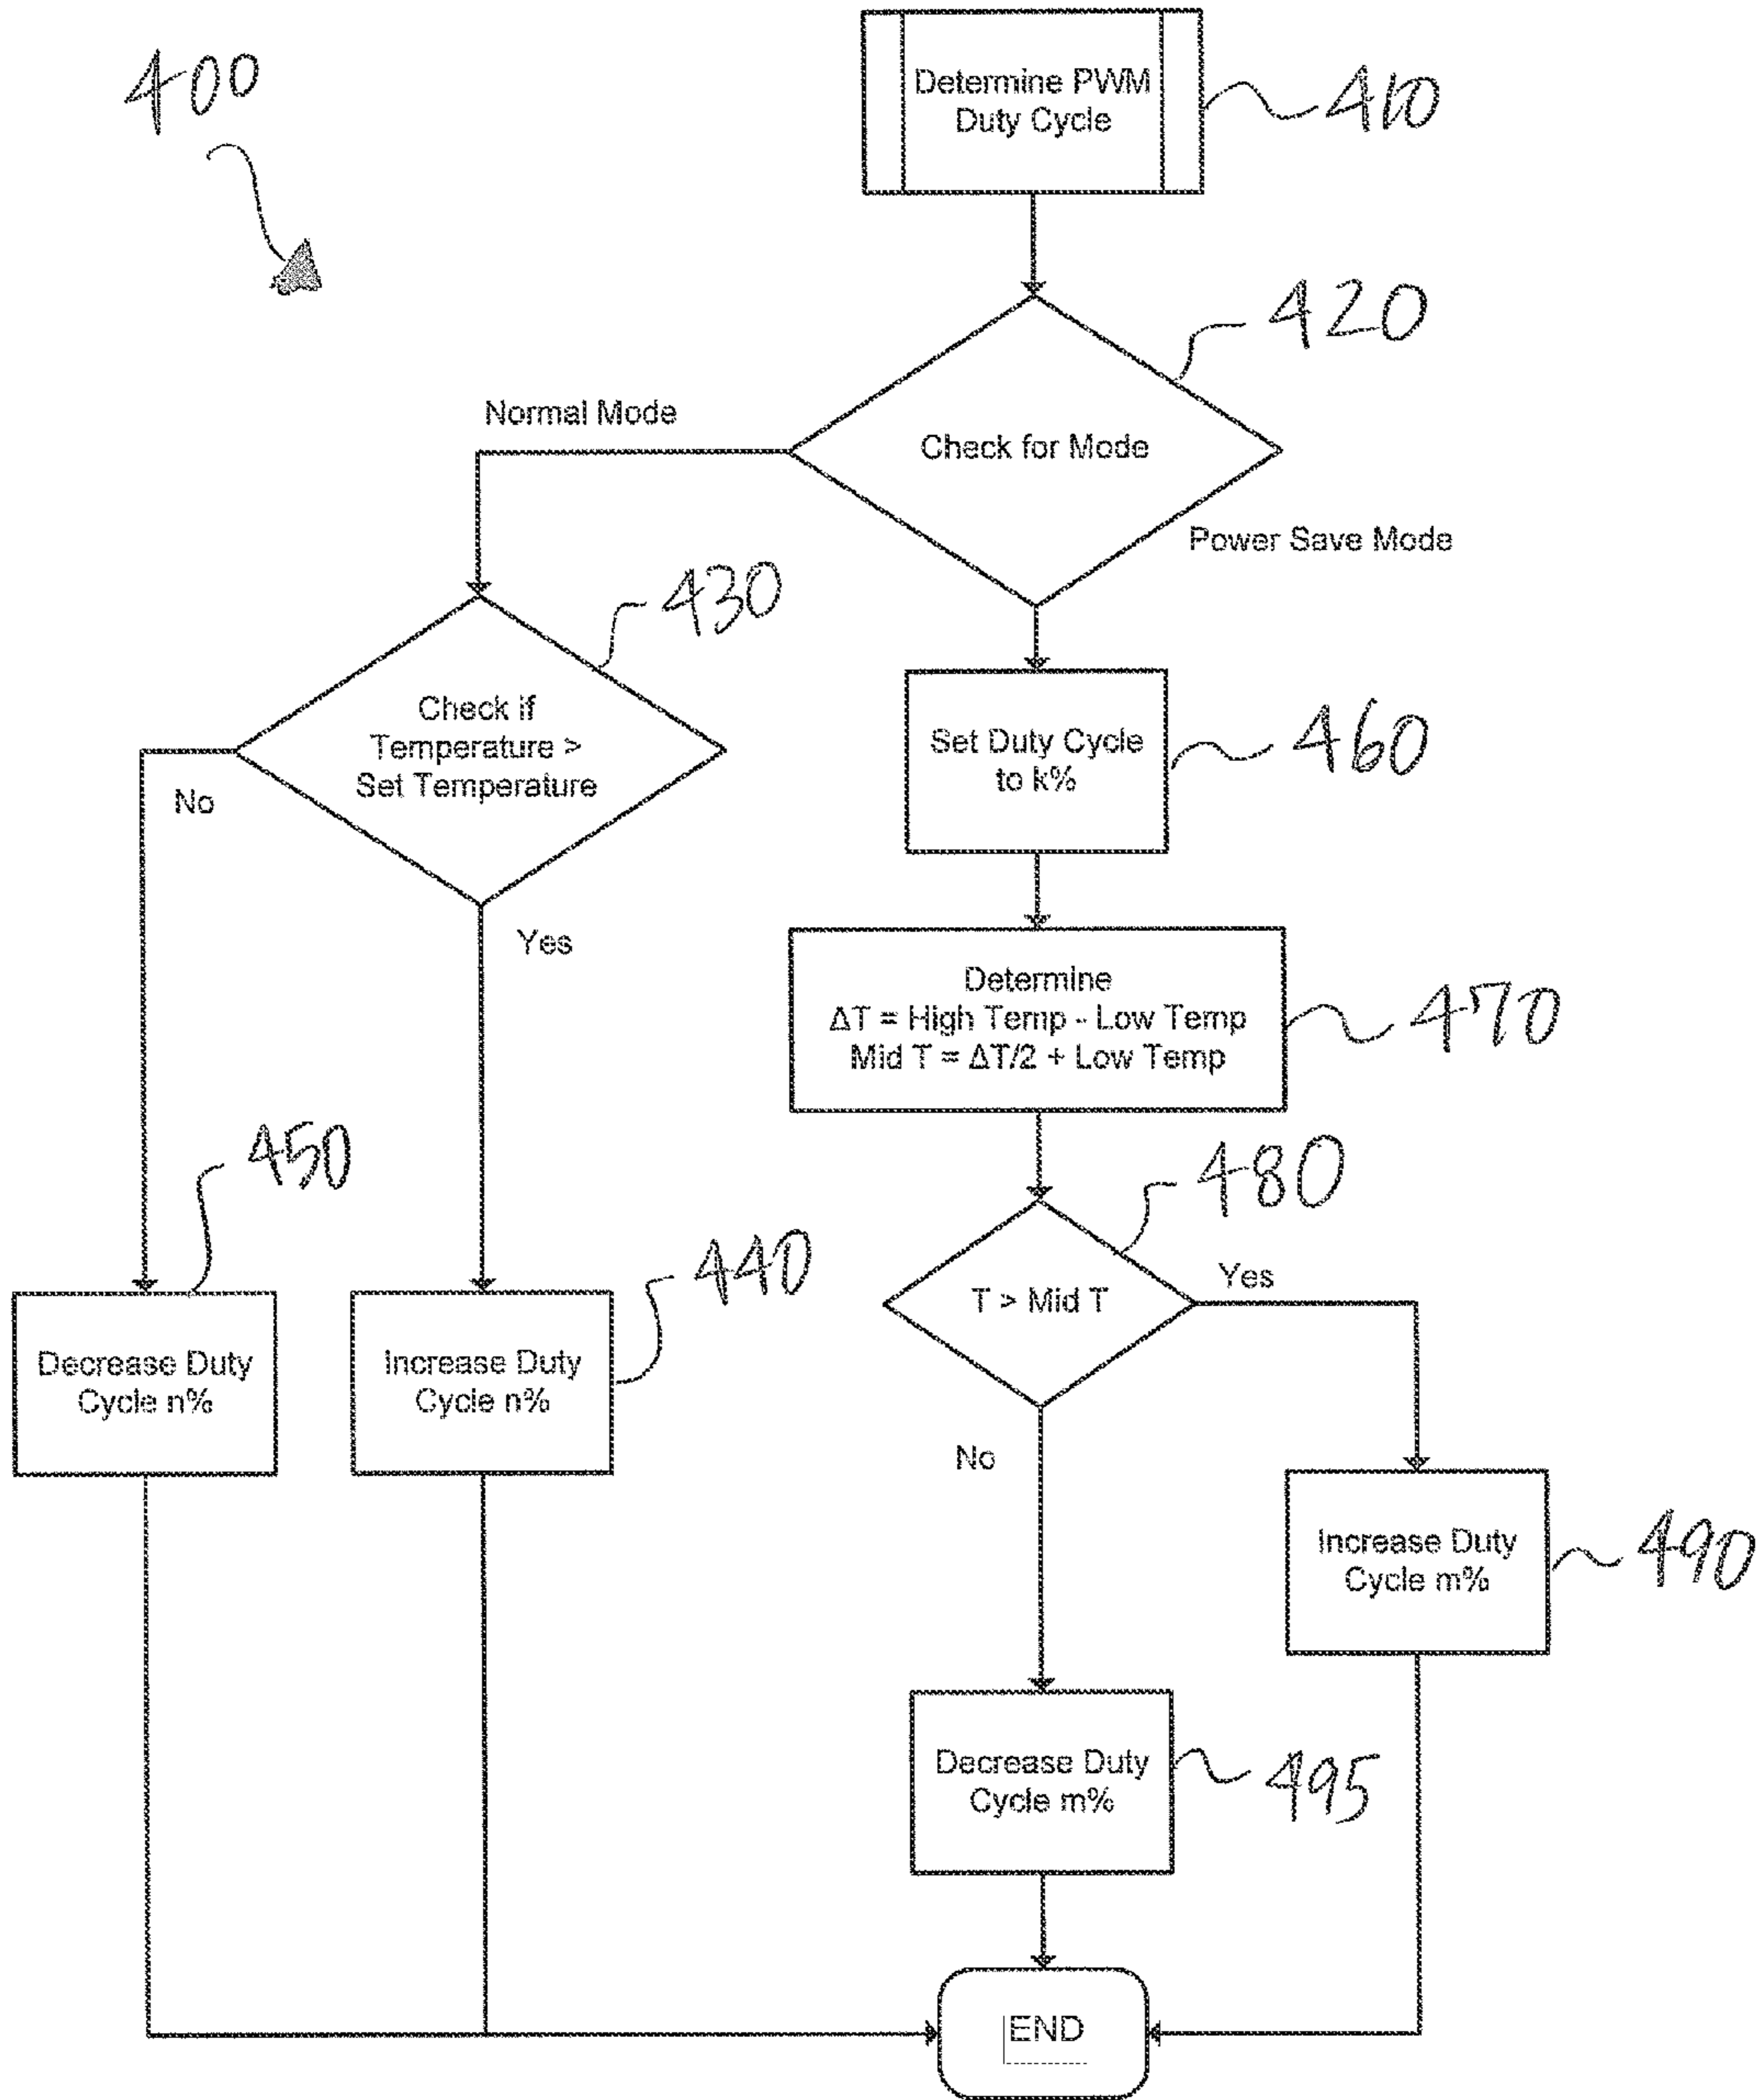 400
Determine PWM
Duty Cycle
410
420
Normal Mode
Check for Mode
Power Save Mode
430
Check if
Temperature >
Set Temperature
No
Yes
Set Duty Cycle
to k%
460
Determine
ΔT = High Temp - Low Temp
Mid T = ΔT/2 + Low Temp
470
450
440
480
Decrease Duty
Cycle n%
Increase Duty
Cycle n%
T > Mid T
Yes
No
Increase Duty
Cycle m%
490
Decrease Duty
Cycle m%
495
END